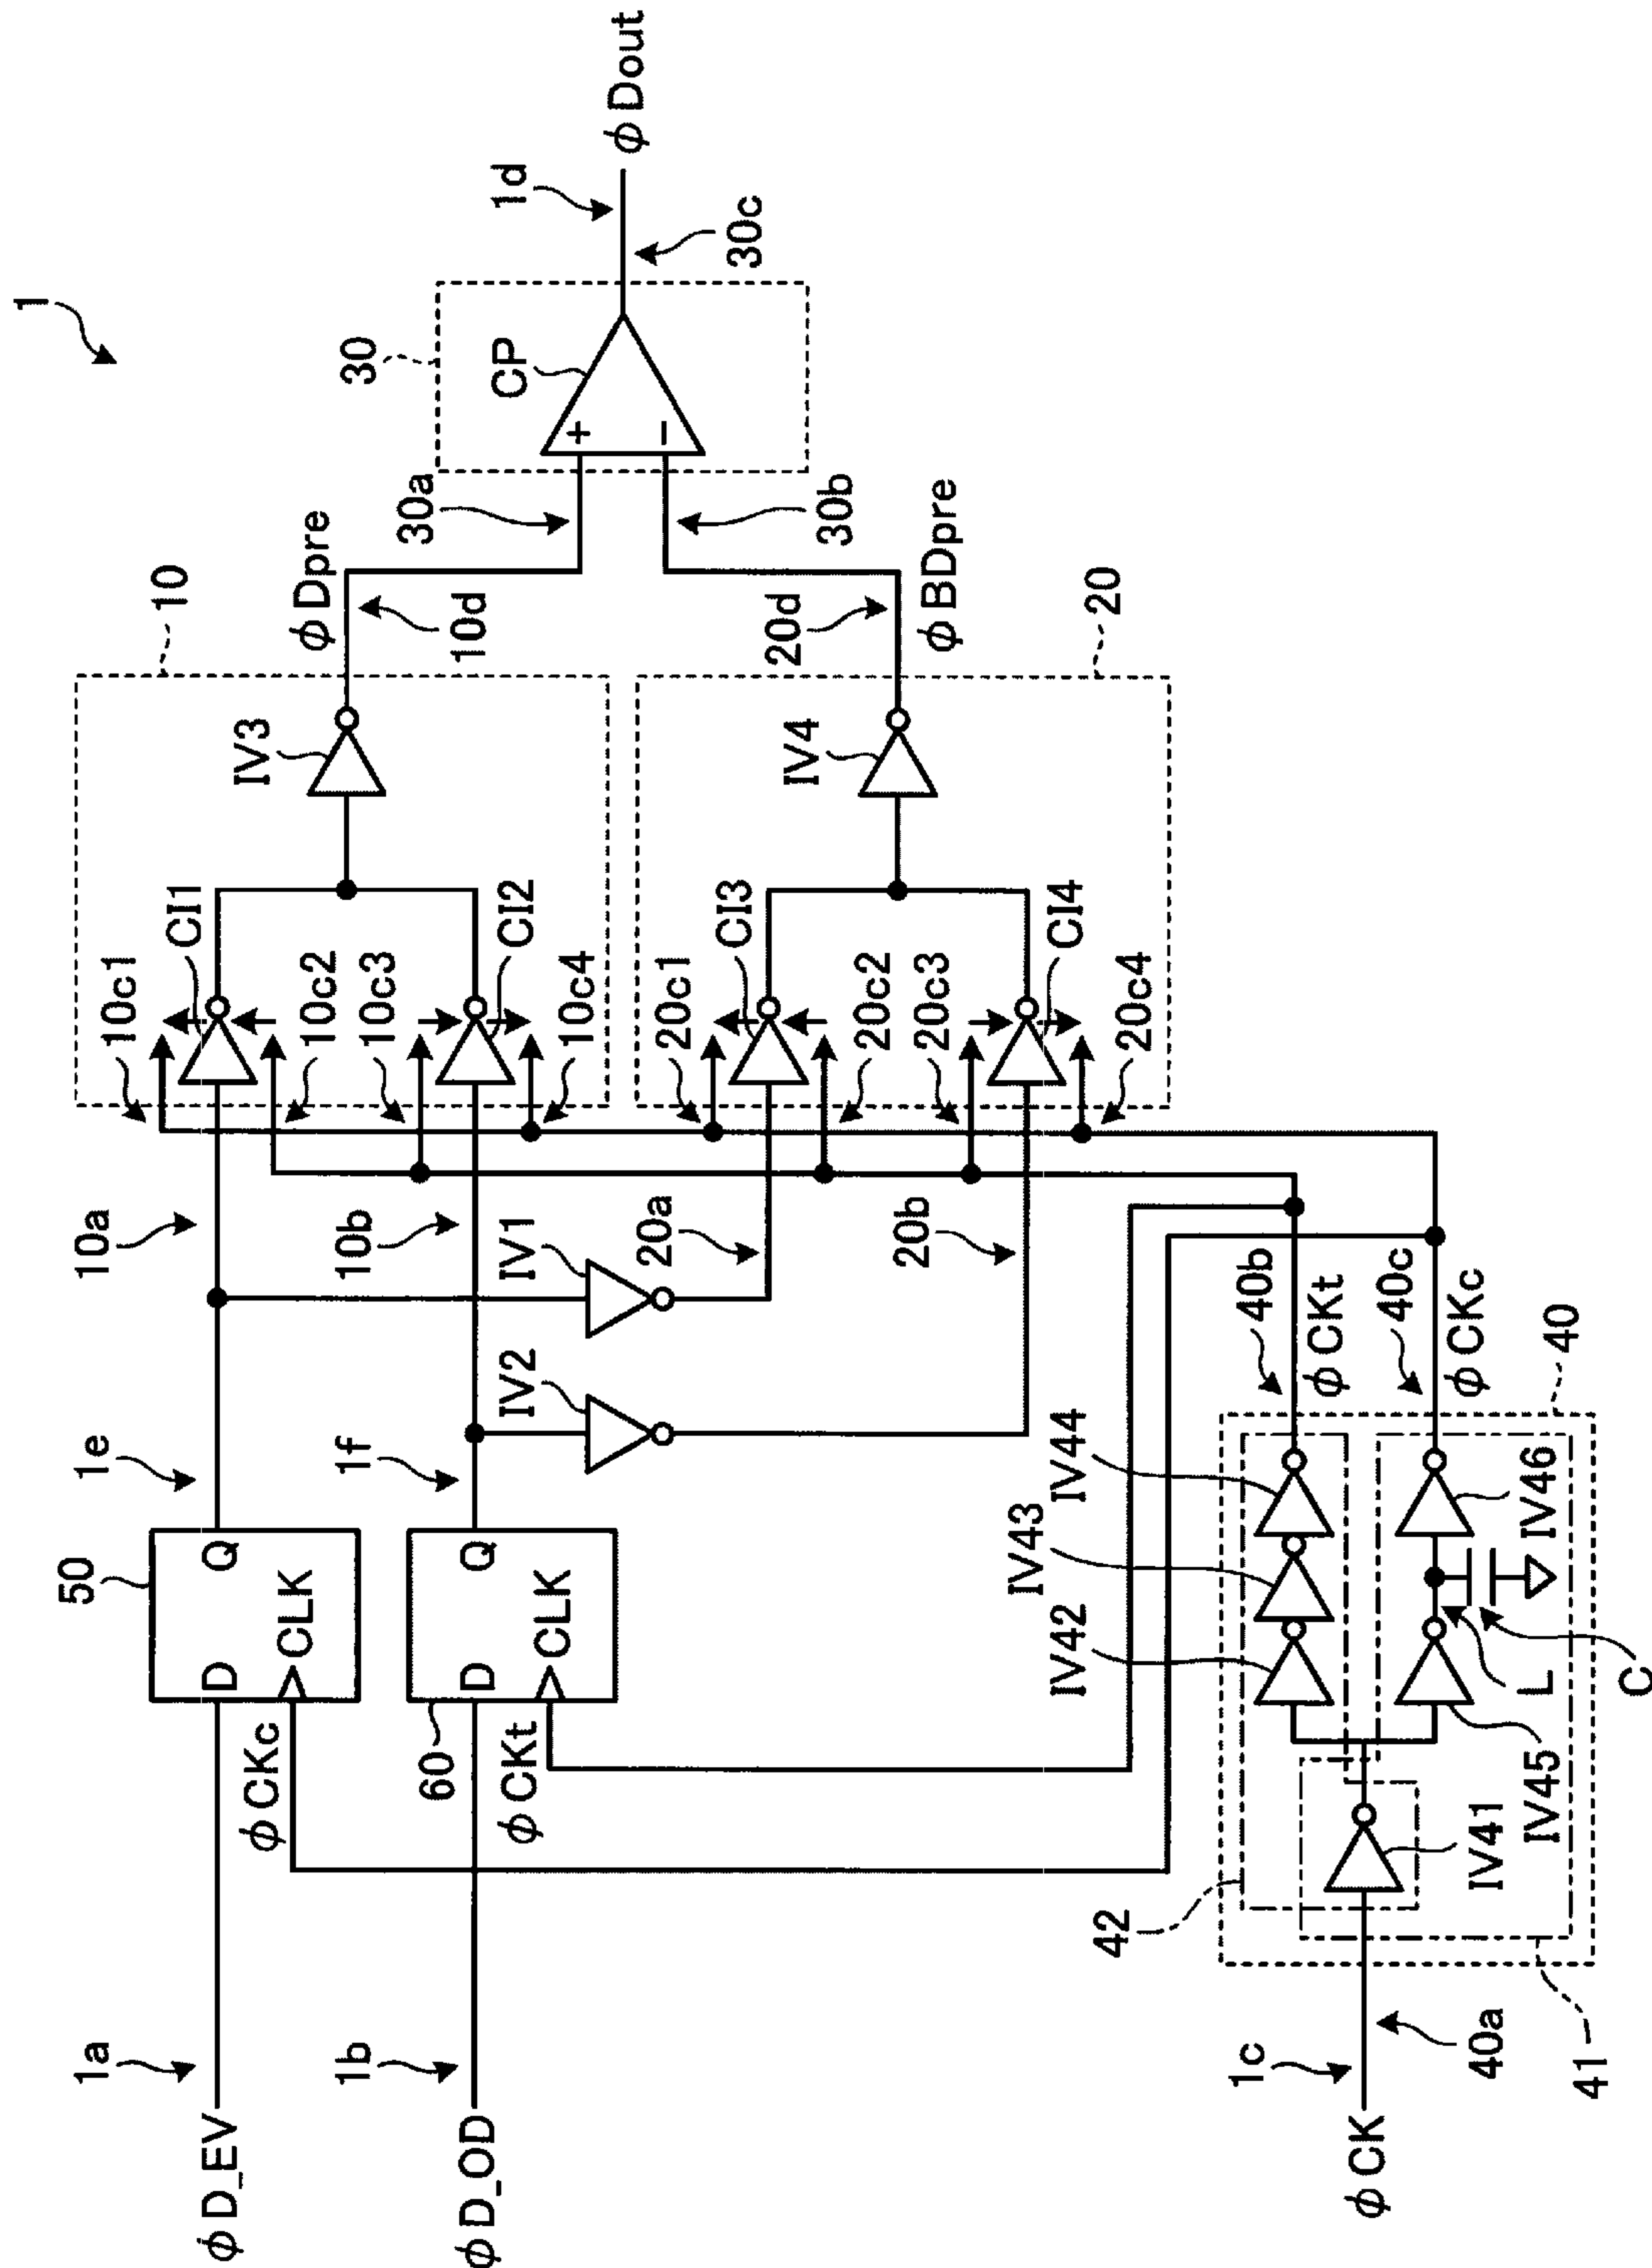 1
φDout
1d
30c
30
CP
+
−
30a
30b
φDpre
10d
20d
φBDpre
10
20
IV3
IV4
10c1
CI1
10c2
10c3
CI2
10c4
20c1
CI3
20c2
20c3
CI4
20c4
10a
10b
IV1
20a
20b
IV2
1e
1f
50
D
Q
CLK
φCKc
60
D
Q
CLK
φCKt
1a
φD_EV
1b
φD_OD
40b
φCKt
40c
φCKc
40
IV42
IV43
IV44
IV46
IV45
IV41
L
C
42
41
1c
40a
φCK